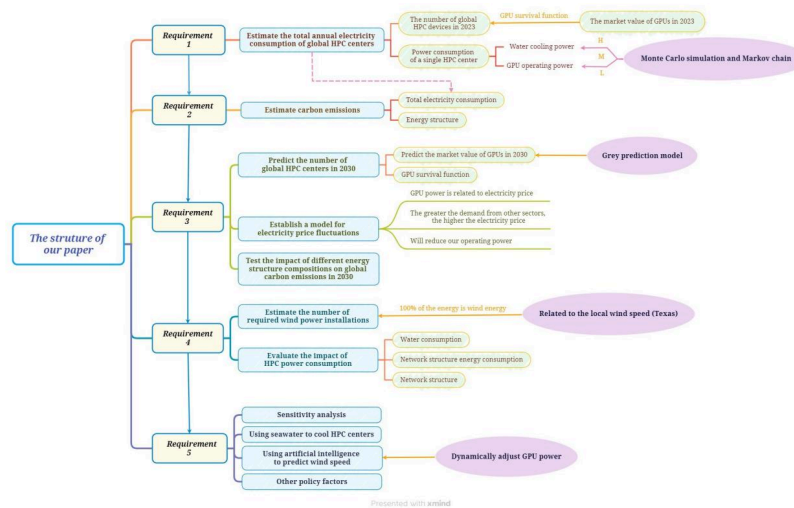 The struture of
our paper
Requirement
1
Estimate the total annual electricity
consumption of global HPC centers
The number of global
HPC devices in 2023
GPU survival function
The market value of GPUs in 2023
Power consumption
of a single HPC center
Water cooling power
GPU operating power
H
M
L
Monte Carlo simulation and Markov chain
Requirement
2
Estimate carbon emissions
Total electricity consumption
Energy structure
Requirement
3
Predict the number of
global HPC centers in 2030
Predict the market value of GPUs in 2030
GPU survival function
Grey prediction model
Establish a model for
electricity price fluctuations
GPU power is related to electricity price
The greater the demand from other sectors,
the higher the electricity price
Will reduce our operating power
Test the impact of different energy
structure compositions on global
carbon emissions in 2030
Requirement
4
Estimate the number of
required wind power installations
100% of the energy is wind energy
Related to the local wind speed (Texas)
Evaluate the impact of
HPC power consumption
Water consumption
Network structure energy consumption
Network structure
Requirement
5
Sensitivity analysis
Using seawater to cool HPC centers
Using artificial intelligence
to predict wind speed
Dynamically adjust GPU power
Other policy factors
Presented with xmind